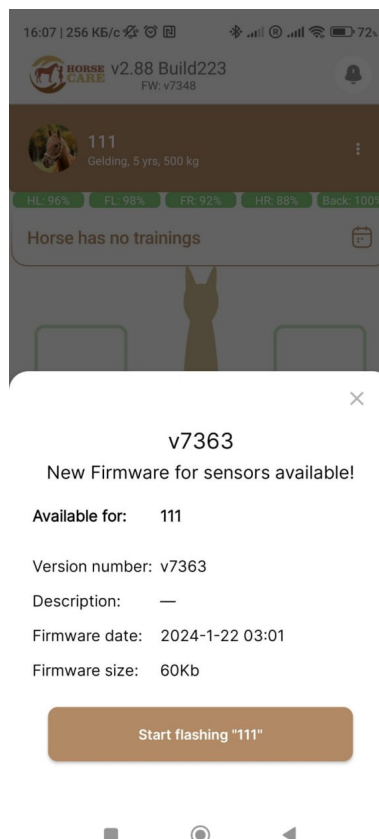 16:07 | 256 КБ/с
72
HORSE CARE
v2.88 Build223
FW: v7348
111
Gelding, 5 yrs, 500 kg
HL: 96% FL: 98% FR: 92% HR: 88% Back: 100%
Horse has no trainings
v7363
New Firmware for sensors available!
Available for: 111
Version number: v7363
Description: —
Firmware date: 2024-1-22 03:01
Firmware size: 60Kb
Start flashing "111"